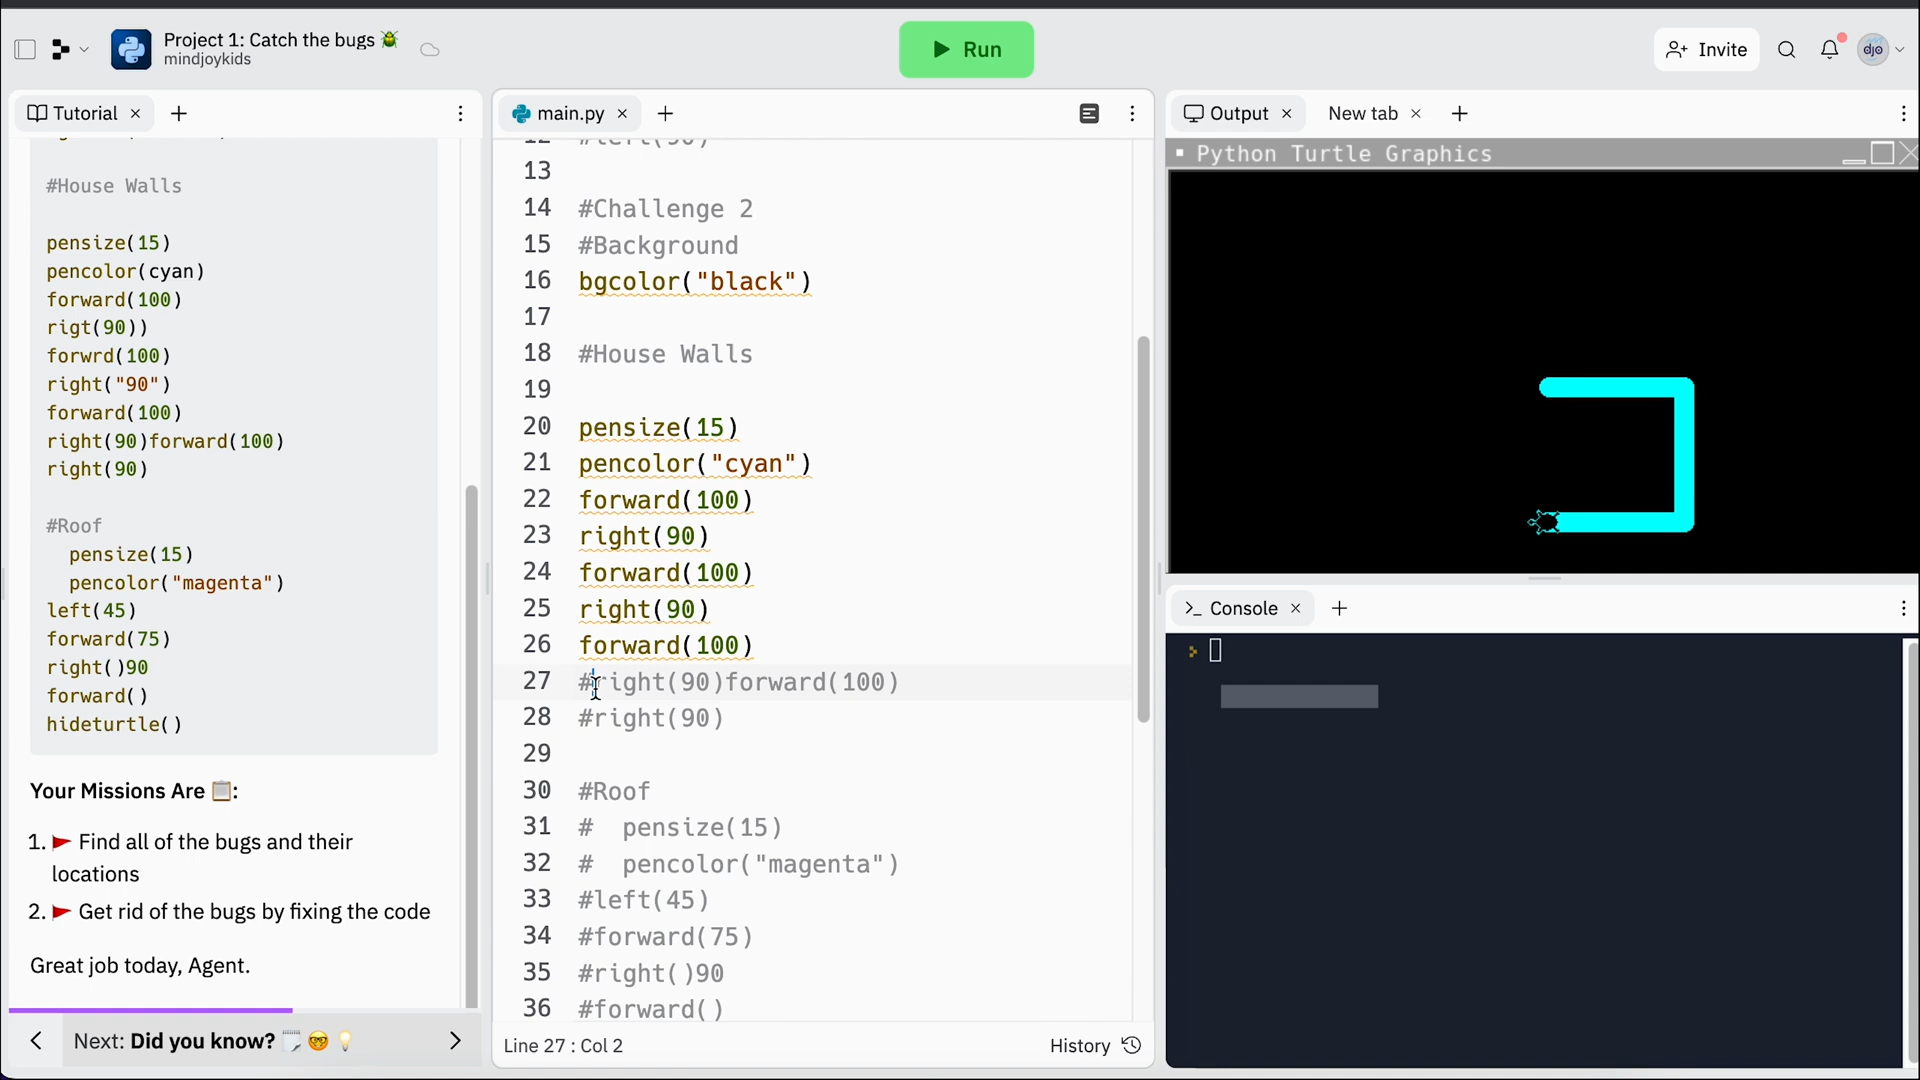 Project 1: Catch the bugs 🪲
mindjoykids
Run
Invite
djo
Tutorial
#House Walls
pensize(15)
pencolor(cyan)
forward(100)
rigt(90))
forwrd(100)
right("90")
forward(100)
right(90)forward(100)
right(90)
#Roof
pensize(15)
pencolor("magenta")
left(45)
forward(75)
right()90
forward()
hideturtle()
Your Missions Are 📋:
1. 🚩 Find all of the bugs and their
locations
2. 🚩 Get rid of the bugs by fixing the code
Great job today, Agent.
Next: Did you know? 🗒️ 🤓 💡
main.py
12 #left(90)
13
14 #Challenge 2
15 #Background
16 bgcolor("black")
17
18 #House Walls
19
20 pensize(15)
21 pencolor("cyan")
22 forward(100)
23 right(90)
24 forward(100)
25 right(90)
26 forward(100)
27 #right(90)forward(100)
28 #right(90)
29
30 #Roof
31 #  pensize(15)
32 #  pencolor("magenta")
33 #left(45)
34 #forward(75)
35 #right()90
36 #forward()
Line 27 : Col 2
History
Output
New tab
Python Turtle Graphics
Console